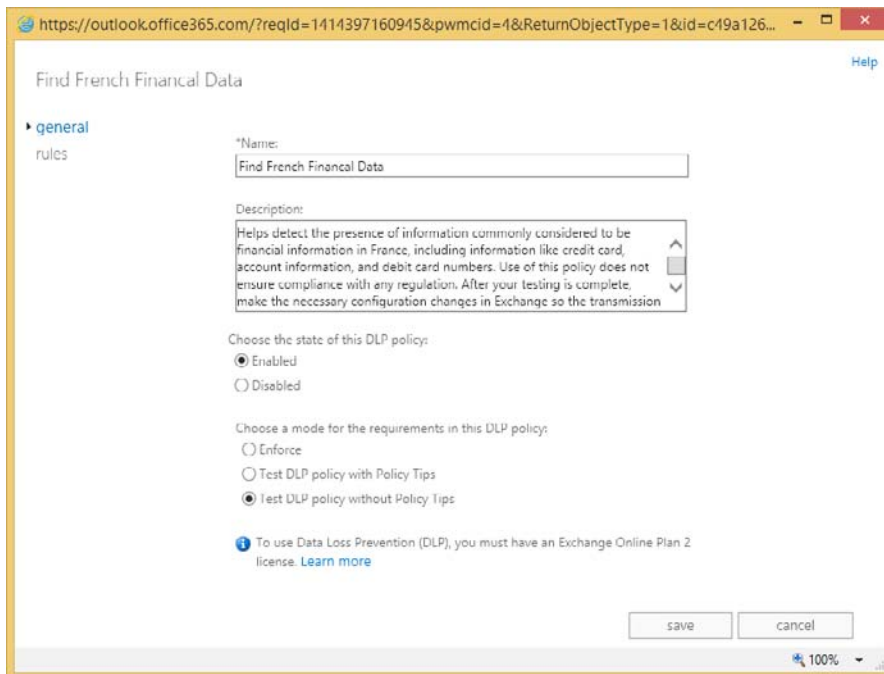 https://outlook.office365.com/?reqId=1414397160945&pwmcid=4&ReturnObjectType=1&id=c49a126...
Help
Find French Financal Data
general
rules
*Name:
Find French Financal Data
Description:
Helps detect the presence of information commonly considered to be
financial information in France, including information like credit card,
account information, and debit card numbers. Use of this policy does not
ensure compliance with any regulation. After your testing is complete,
make the necessary configuration changes in Exchange so the transmission
Choose the state of this DLP policy:
Enabled
Disabled
Choose a mode for the requirements in this DLP policy:
Enforce
Test DLP policy with Policy Tips
Test DLP policy without Policy Tips
To use Data Loss Prevention (DLP), you must have an Exchange Online Plan 2
license. Learn more
save
cancel
100%